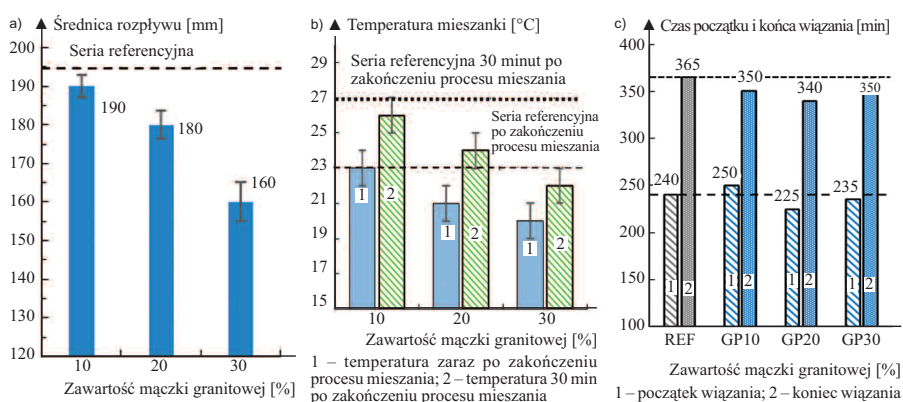 a) Średnica rozpływu [mm]
Seria referencyjna
200
190
180
170
160
150
140
130
120
190
180
160
10 20 30
Zawartość mączki granitowej [%]
b) Temperatura mieszanki [°C]
Seria referencyjna 30 minut po
zakończeniu procesu mieszania
Seria referencyjna
po zakończeniu
procesu mieszania
29
27
25
23
21
19
17
15
1 2 1 2 1 2
10 20 30
Zawartość mączki granitowej [%]
1 – temperatura zaraz po zakończeniu
procesu mieszania; 2 – temperatura 30 min
po zakończeniu procesu mieszania
c) Czas początku i końca wiązania [min]
400
350
300
250
200
150
100
240 365 250 350 225 340 235 350
1 2 1 2 1 2 1 2
REF GP10 GP20 GP30
Zawartość mączki granitowej [%]
1 – początek wiązania; 2 – koniec wiązania